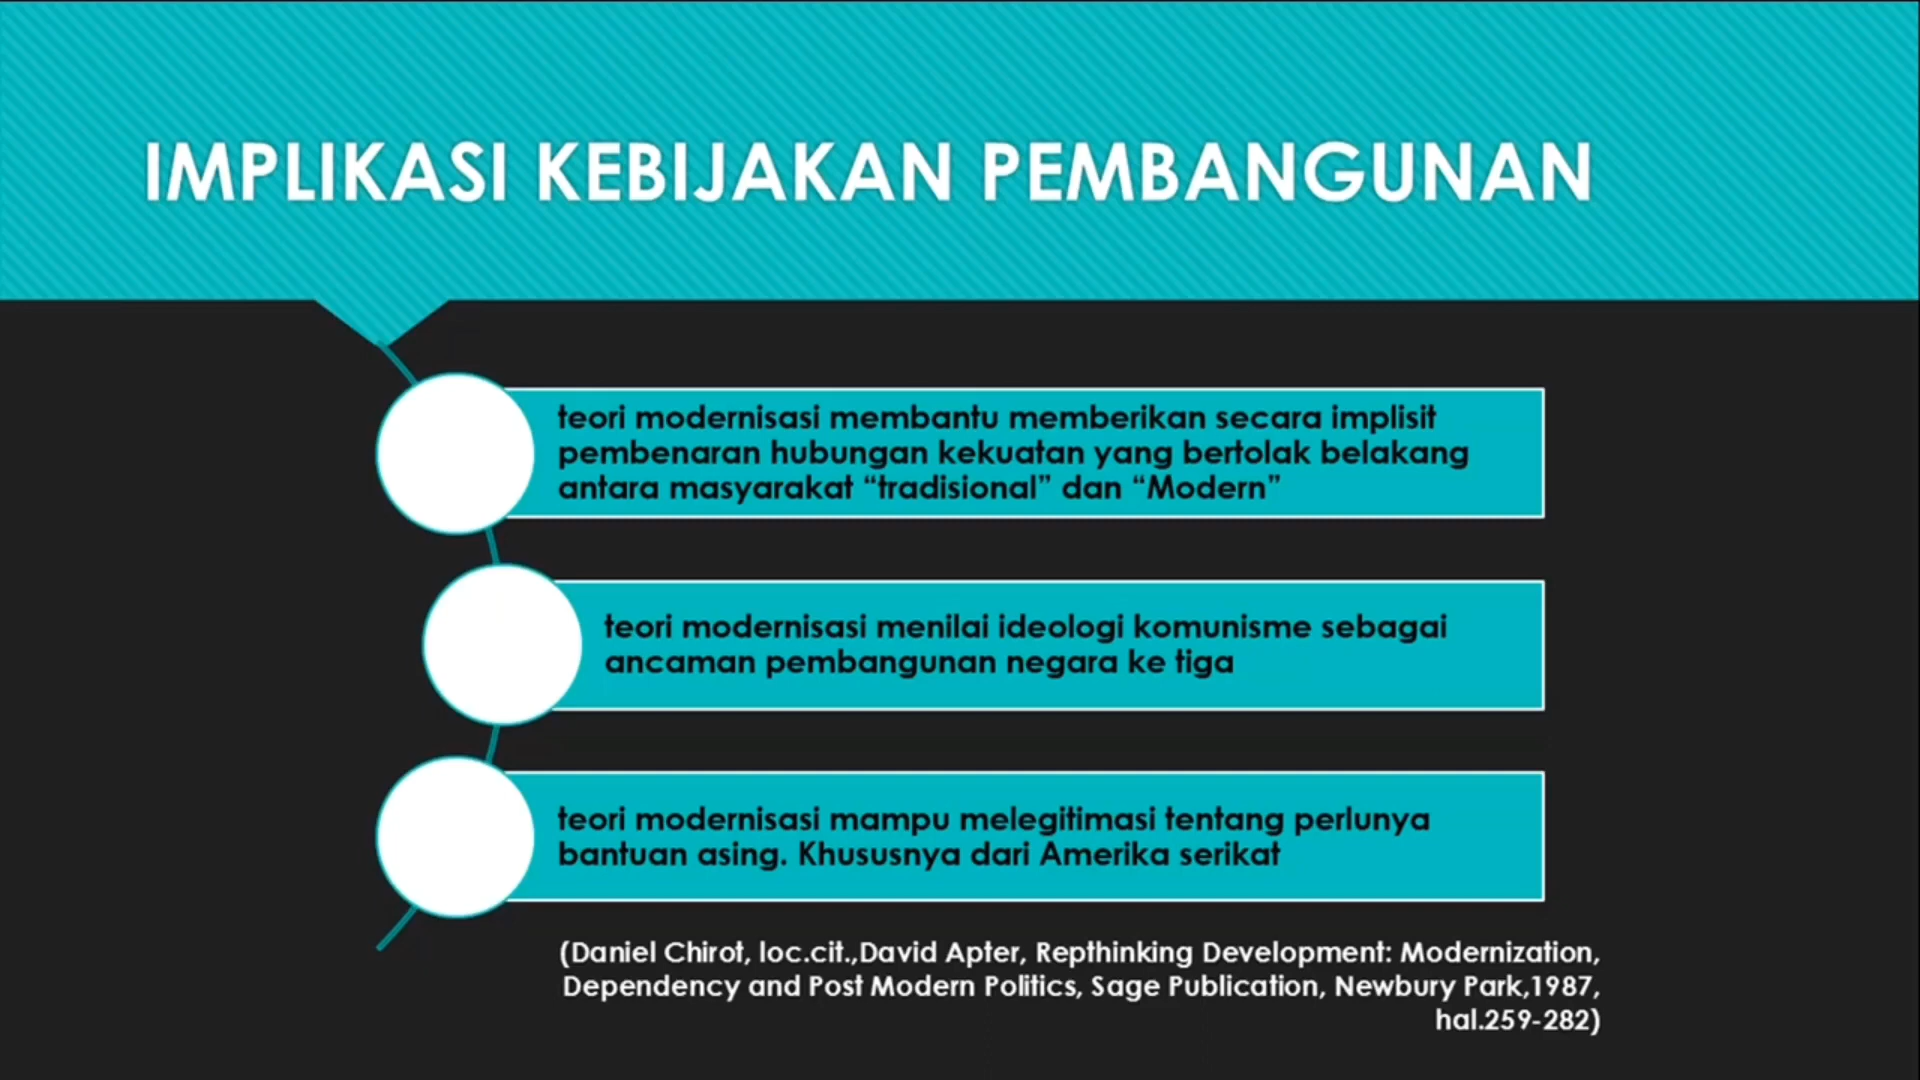 IMPLIKASI KEBIJAKAN PEMBANGUNAN
teori modernisasi membantu memberikan secara implisit
pembenaran hubungan kekuatan yang bertolak belakang
antara masyarakat “tradisional” dan “Modern”
teori modernisasi menilai ideologi komunisme sebagai
ancaman pembangunan negara ke tiga
teori modernisasi mampu melegitimasi tentang perlunya
bantuan asing. Khususnya dari Amerika serikat
(Daniel Chirot, loc.cit.,David Apter, Repthinking Development: Modernization,
Dependency and Post Modern Politics, Sage Publication, Newbury Park,1987,
hal.259-282)